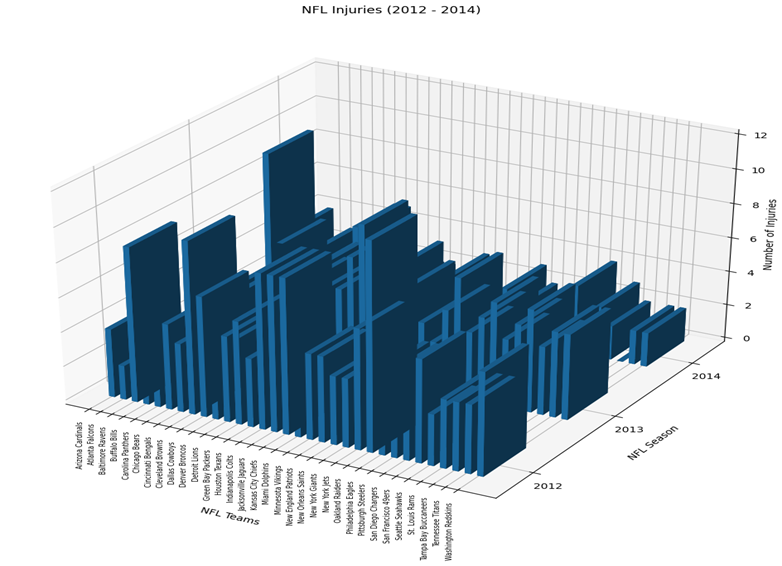 NFL Injuries (2012 - 2014)
12
10
8
6
4
2
0
Number of Injuries
2014
2013
2012
NFL Season
Arizona Cardinals
Atlanta Falcons
Baltimore Ravens
Buffalo Bills
Carolina Panthers
Chicago Bears
Cincinnati Bengals
Cleveland Browns
Dallas Cowboys
Denver Broncos
Detroit Lions
Green Bay Packers
Houston Texans
Indianapolis Colts
Jacksonville Jaguars
Kansas City Chiefs
Miami Dolphins
Minnesota Vikings
New England Patriots
New Orleans Saints
New York Giants
New York Jets
Oakland Raiders
Philadelphia Eagles
Pittsburgh Steelers
San Diego Chargers
San Francisco 49ers
Seattle Seahawks
St. Louis Rams
Tampa Bay Buccaneers
Tennessee Titans
Washington Redskins
NFL Teams